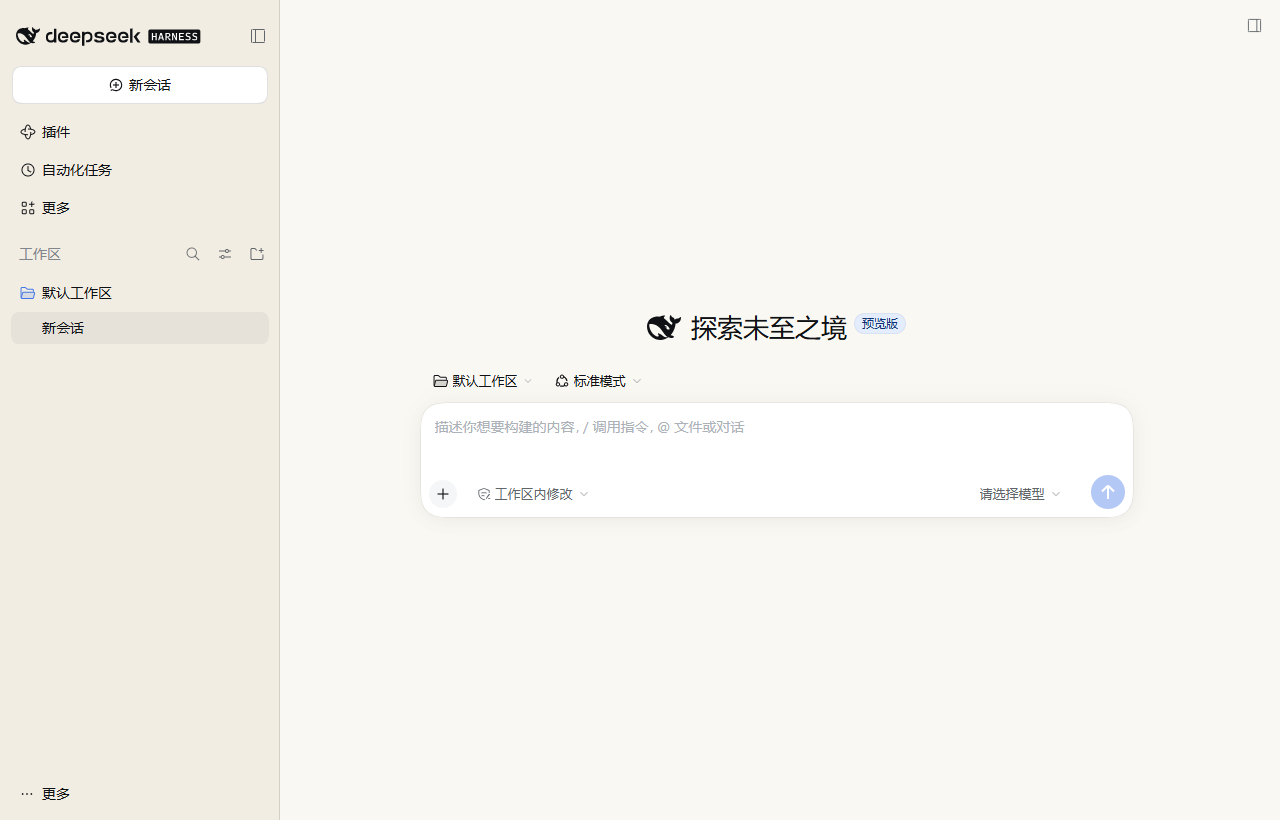 deepseek HARNESS
新会话
插件
自动化任务
更多
工作区
默认工作区
新会话
更多
探索未至之境 预览版
默认工作区 标准模式
描述你想要构建的内容, / 调用指令, @ 文件或对话
工作区内修改 请选择模型